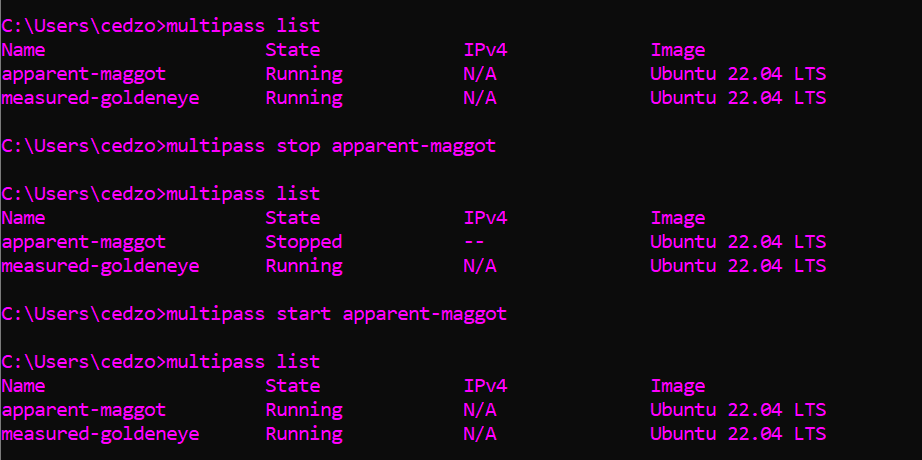 C:\Users\cedzo>multipass list
Name                    State             IPv4             Image
apparent-maggot         Running           N/A              Ubuntu 22.04 LTS
measured-goldeneye      Running           N/A              Ubuntu 22.04 LTS
C:\Users\cedzo>multipass stop apparent-maggot
C:\Users\cedzo>multipass list
Name                    State             IPv4             Image
apparent-maggot         Stopped           --               Ubuntu 22.04 LTS
measured-goldeneye      Running           N/A              Ubuntu 22.04 LTS
C:\Users\cedzo>multipass start apparent-maggot
C:\Users\cedzo>multipass list
Name                    State             IPv4             Image
apparent-maggot         Running           N/A              Ubuntu 22.04 LTS
measured-goldeneye      Running           N/A              Ubuntu 22.04 LTS